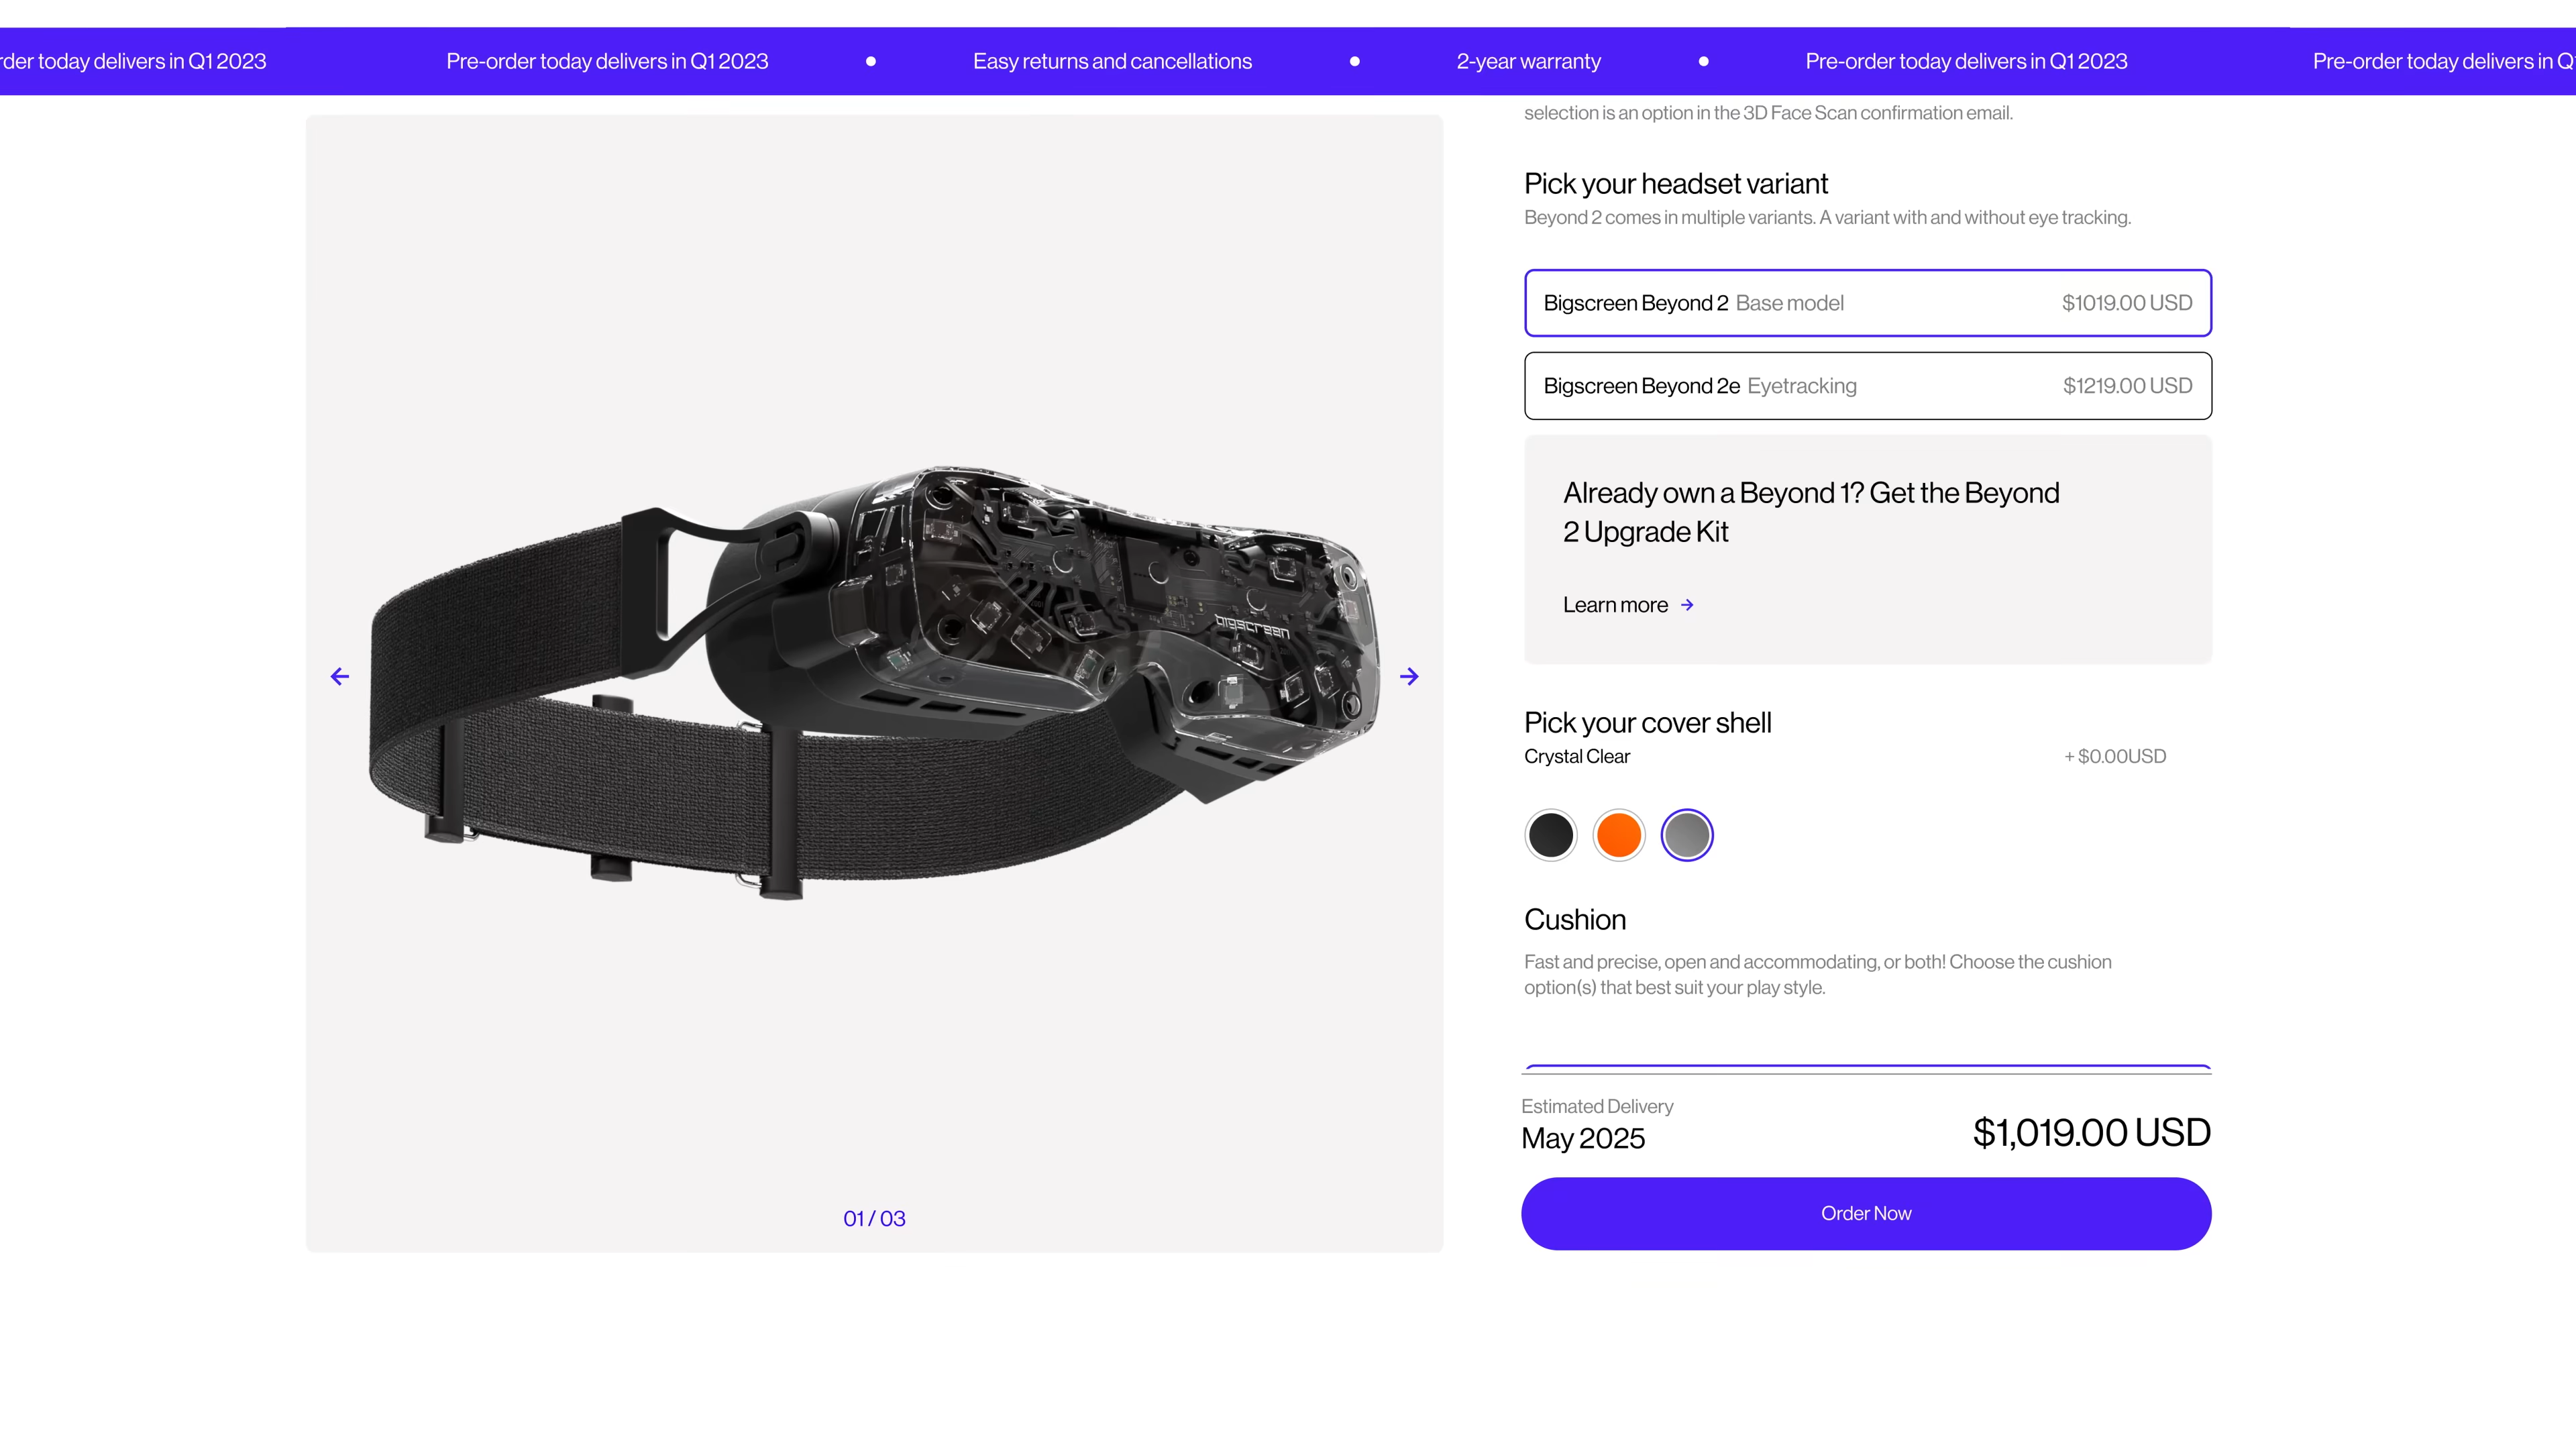 rder today delivers in Q1 2023
Pre-order today delivers in Q1 2023
Easy returns and cancellations
2-year warranty
Pre-order today delivers in Q1 2023
Pre-order today delivers in Q
selection is an option in the 3D Face Scan confirmation email.
Pick your headset variant
Beyond 2 comes in multiple variants. A variant with and without eye tracking.
Bigscreen Beyond 2 Base model $1019.00 USD
Bigscreen Beyond 2e Eyetracking $1219.00 USD
Already own a Beyond 1? Get the Beyond
2 Upgrade Kit
Learn more →
bigscreen
Pick your cover shell
Crystal Clear + $0.00USD
Cushion
Fast and precise, open and accommodating, or both! Choose the cushion
option(s) that best suit your play style.
Estimated Delivery
May 2025 $1,019.00 USD
Order Now
01 / 03